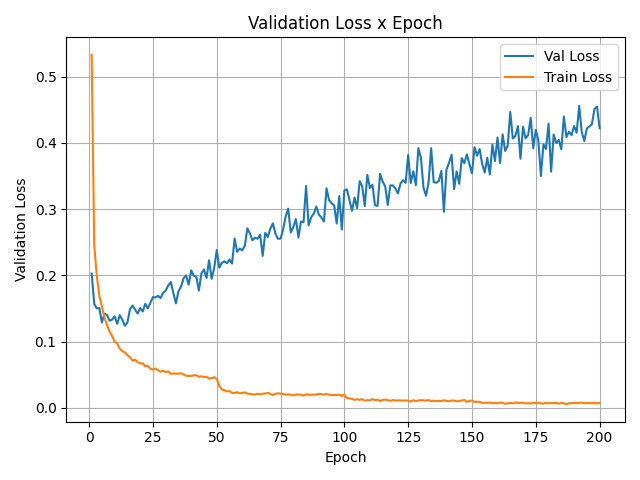 Validation Loss x Epoch
Val Loss
Train Loss
Validation Loss
0.5
0.4
0.3
0.2
0.1
0.0
0 25 50 75 100 125 150 175 200
Epoch